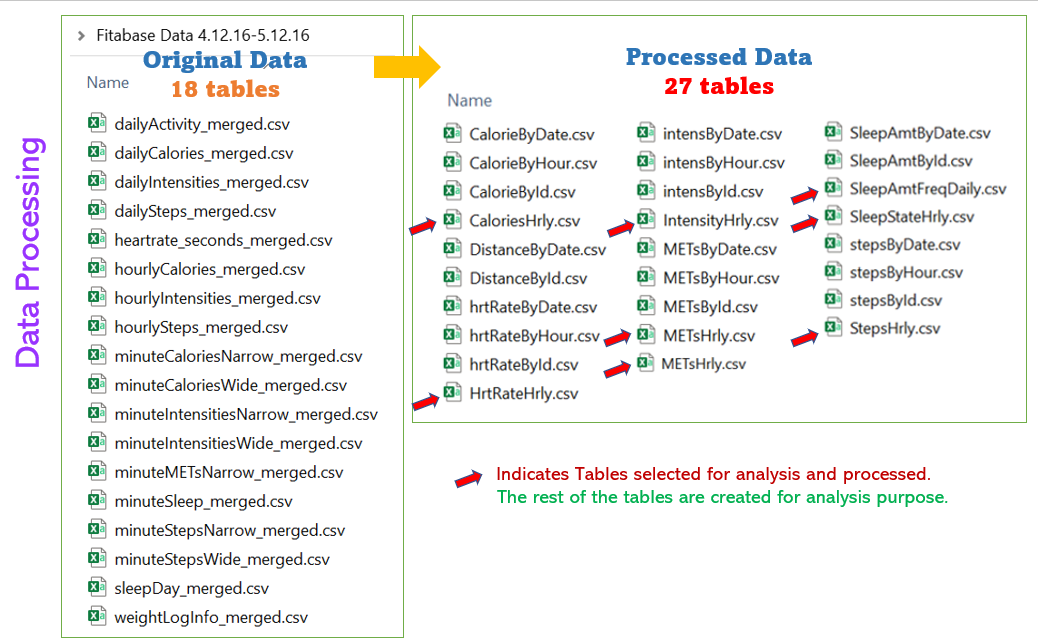 Data Processing
Fitabase Data 4.12.16-5.12.16
Original Data
18 tables
Name
dailyActivity_merged.csv
dailyCalories_merged.csv
dailyIntensities_merged.csv
dailySteps_merged.csv
heartrate_seconds_merged.csv
hourlyCalories_merged.csv
hourlyIntensities_merged.csv
hourlySteps_merged.csv
minuteCaloriesNarrow_merged.csv
minuteCaloriesWide_merged.csv
minuteIntensitiesNarrow_merged.csv
minuteIntensitiesWide_merged.csv
minuteMETsNarrow_merged.csv
minuteSleep_merged.csv
minuteStepsNarrow_merged.csv
minuteStepsWide_merged.csv
sleepDay_merged.csv
weightLogInfo_merged.csv
Processed Data
27 tables
Name
CalorieByDate.csv
CalorieByHour.csv
CalorieById.csv
CaloriesHrly.csv
DistanceByDate.csv
DistanceById.csv
hrtRateByDate.csv
hrtRateByHour.csv
hrtRateById.csv
HrtRateHrly.csv
intensByDate.csv
intensByHour.csv
intensById.csv
IntensityHrly.csv
METsByDate.csv
METsByHour.csv
METsById.csv
METsHrly.csv
METsHrly.csv
SleepAmtByDate.csv
SleepAmtById.csv
SleepAmtFreqDaily.csv
SleepStateHrly.csv
stepsByDate.csv
stepsByHour.csv
stepsById.csv
StepsHrly.csv
Indicates Tables selected for analysis and processed.
The rest of the tables are created for analysis purpose.